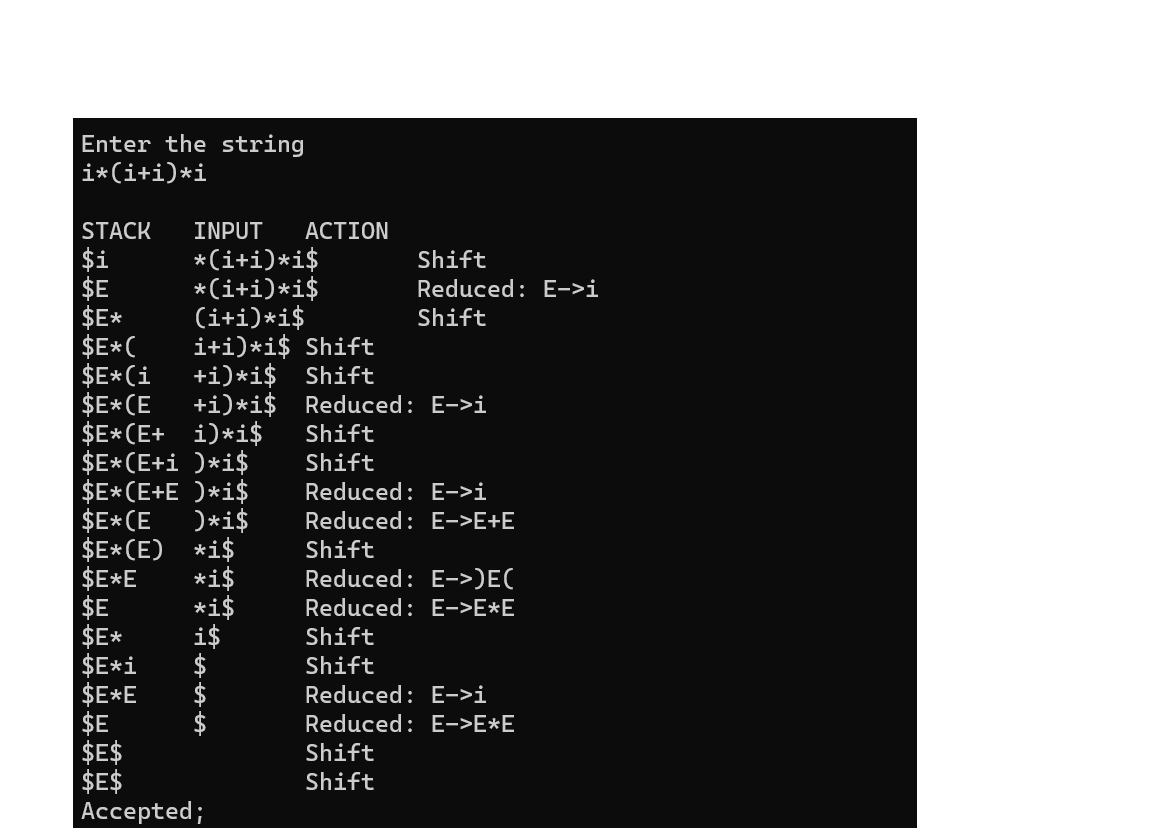 Enter the string
i*(i+i)*i
STACK   INPUT   ACTION
$i      *(i+i)*i$       Shift
$E      *(i+i)*i$       Reduced: E->i
$E*     (i+i)*i$        Shift
$E*(    i+i)*i$ Shift
$E*(i   +i)*i$  Shift
$E*(E   +i)*i$  Reduced: E->i
$E*(E+  i)*i$   Shift
$E*(E+i )*i$    Shift
$E*(E+E )*i$    Reduced: E->i
$E*(E   )*i$    Reduced: E->E+E
$E*(E)  *i$     Shift
$E*E    *i$     Reduced: E->)E(
$E      *i$     Reduced: E->E*E
$E*     i$      Shift
$E*i    $       Shift
$E*E    $       Reduced: E->i
$E      $       Reduced: E->E*E
$E$             Shift
$E$             Shift
Accepted;